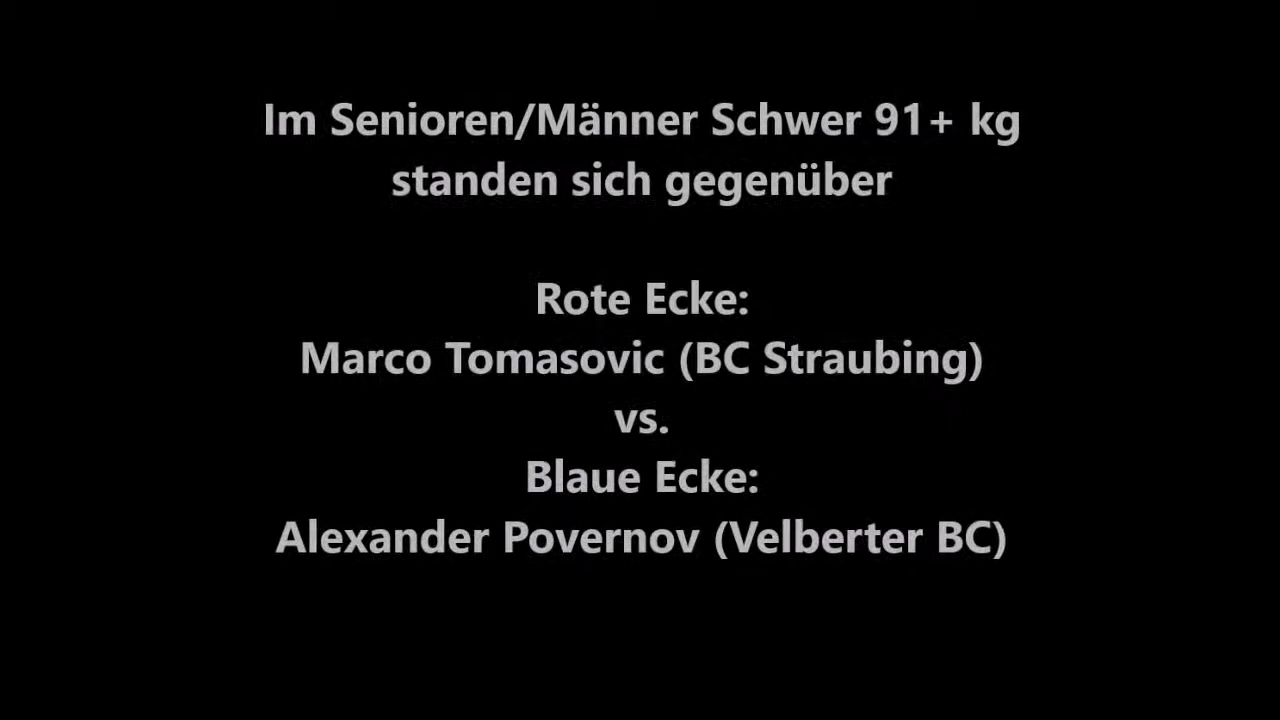 Im Senioren/Männer Schwer 91+ kg
standen sich gegenüber
Rote Ecke:
Marco Tomasovic (BC Straubing)
vs.
Blaue Ecke:
Alexander Povernov (Velberter BC)